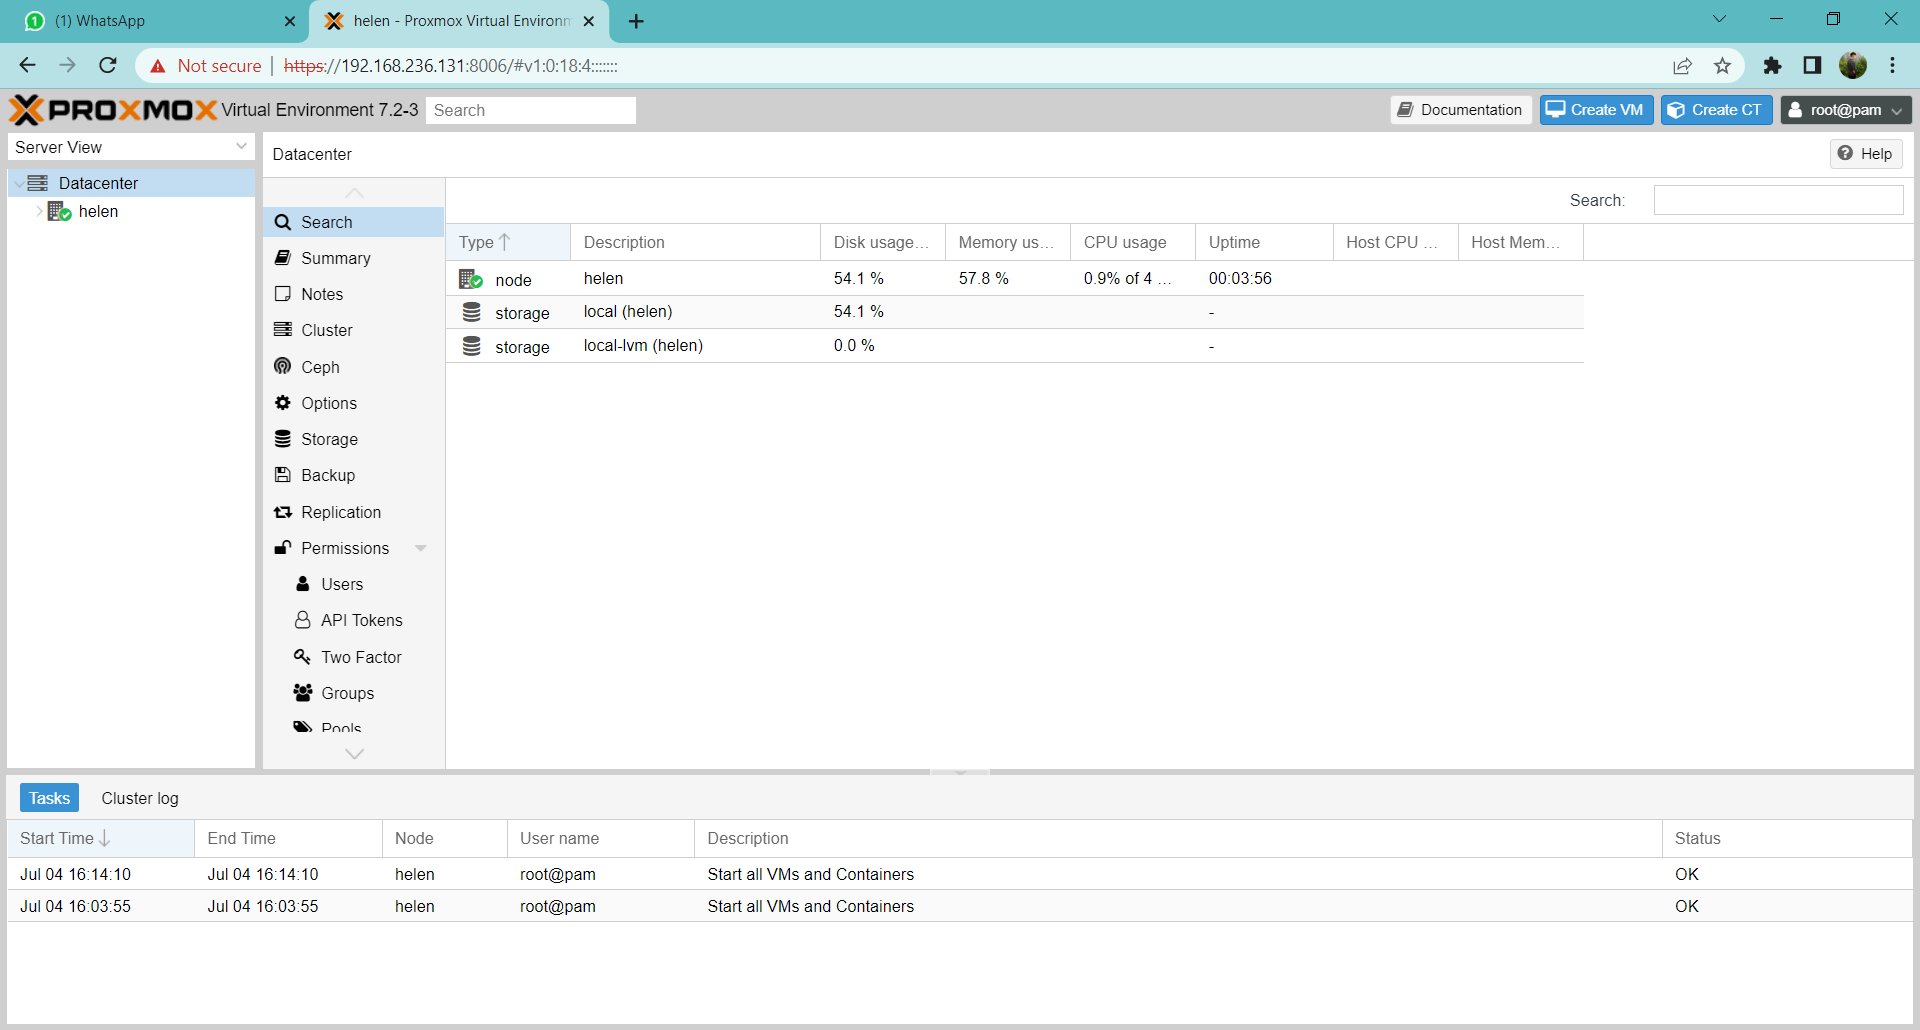 (1) WhatsApp
helen - Proxmox Virtual Environm
Not secure | https://192.168.236.131:8006/#v1:0:18:4:::::::
PROXMOX Virtual Environment 7.2-3 Search Documentation Create VM Create CT root@pam
Server View
Datacenter
helen
Datacenter Help
Search
Summary
Notes
Cluster
Ceph
Options
Storage
Backup
Replication
Permissions
Users
API Tokens
Two Factor
Groups
Pools
Search:
Type Description Disk usage... Memory us... CPU usage Uptime Host CPU ... Host Mem...
node helen 54.1 % 57.8 % 0.9% of 4 ... 00:03:56
storage local (helen) 54.1 % -
storage local-lvm (helen) 0.0 % -
Tasks Cluster log
Start Time End Time Node User name Description Status
Jul 04 16:14:10 Jul 04 16:14:10 helen root@pam Start all VMs and Containers OK
Jul 04 16:03:55 Jul 04 16:03:55 helen root@pam Start all VMs and Containers OK